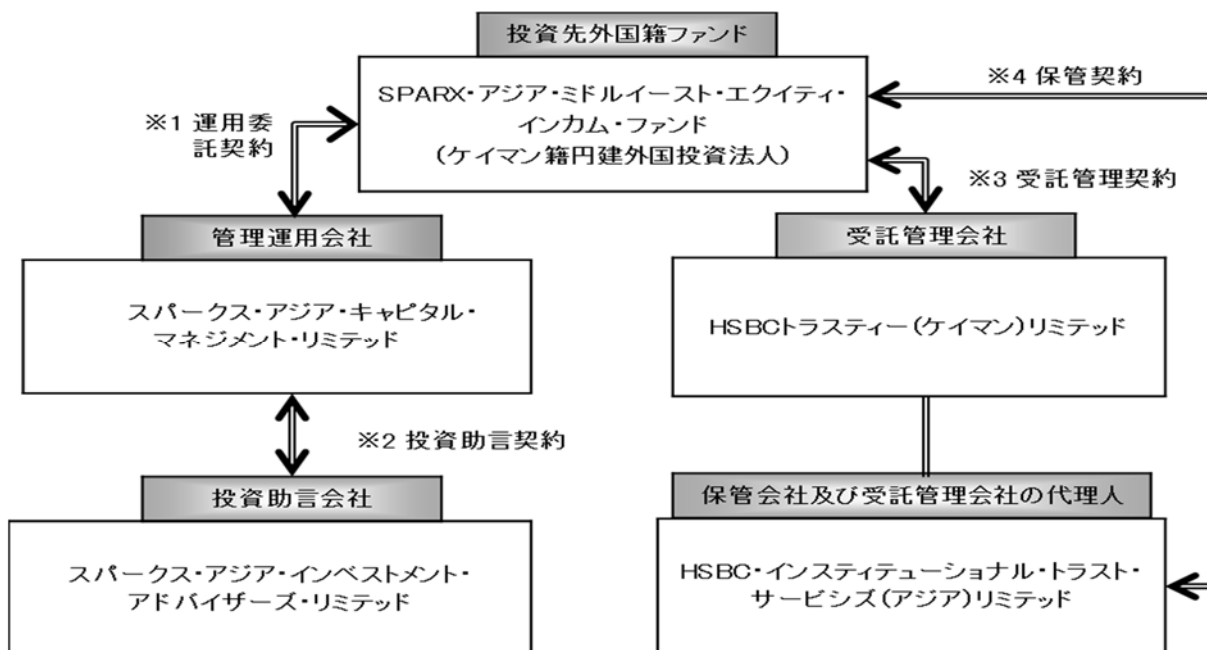 投資先外国籍ファンド
SPARX・アジア・ミドルイースト・エクイティ・
インカム・ファンド
(ケイマン籍円建外国投資法人)
※4 保管契約
※1 運用委
託契約
※3 受託管理契約
管理運用会社
スパークス・アジア・キャピタル・
マネジメント・リミテッド
受託管理会社
HSBCトラスティー(ケイマン)リミテッド
※2 投資助言契約
投資助言会社
スパークス・アジア・インベストメント・
アドバイザーズ・リミテッド
保管会社及び受託管理会社の代理人
HSBC・インスティテューショナル・トラスト・
サービシズ(アジア)リミテッド